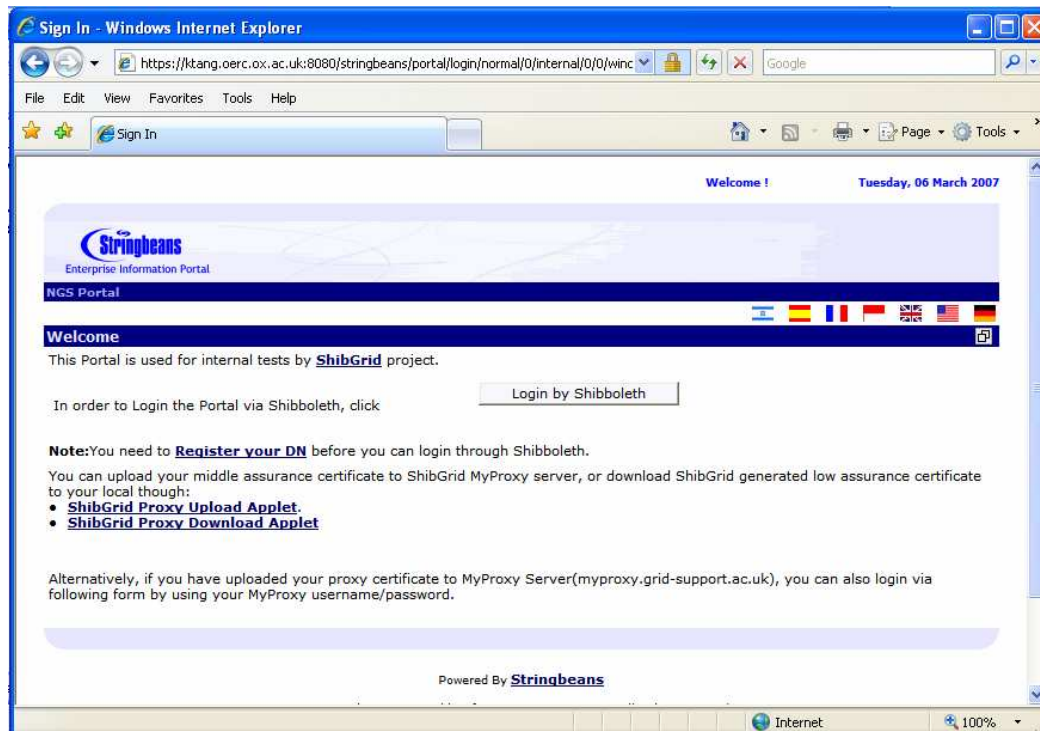 Sign In - Windows Internet Explorer
https://ktang.oerc.ox.ac.uk:8080/stringbeans/portal/login/normal/0/internal/0/0/winc
Google
File Edit View Favorites Tools Help
Sign In
Page Tools
Welcome ! Tuesday, 06 March 2007
Stringbeans
Enterprise Information Portal
NGS Portal
Welcome
This Portal is used for internal tests by ShibGrid project.
In order to Login the Portal via Shibboleth, click Login by Shibboleth
Note:You need to Register your DN before you can login through Shibboleth.
You can upload your middle assurance certificate to ShibGrid MyProxy server, or download ShibGrid generated low assurance certificate
to your local though:
• ShibGrid Proxy Upload Applet.
• ShibGrid Proxy Download Applet
Alternatively, if you have uploaded your proxy certificate to MyProxy Server(myproxy.grid-support.ac.uk), you can also login via
following form by using your MyProxy username/password.
Powered By Stringbeans
Internet 100%